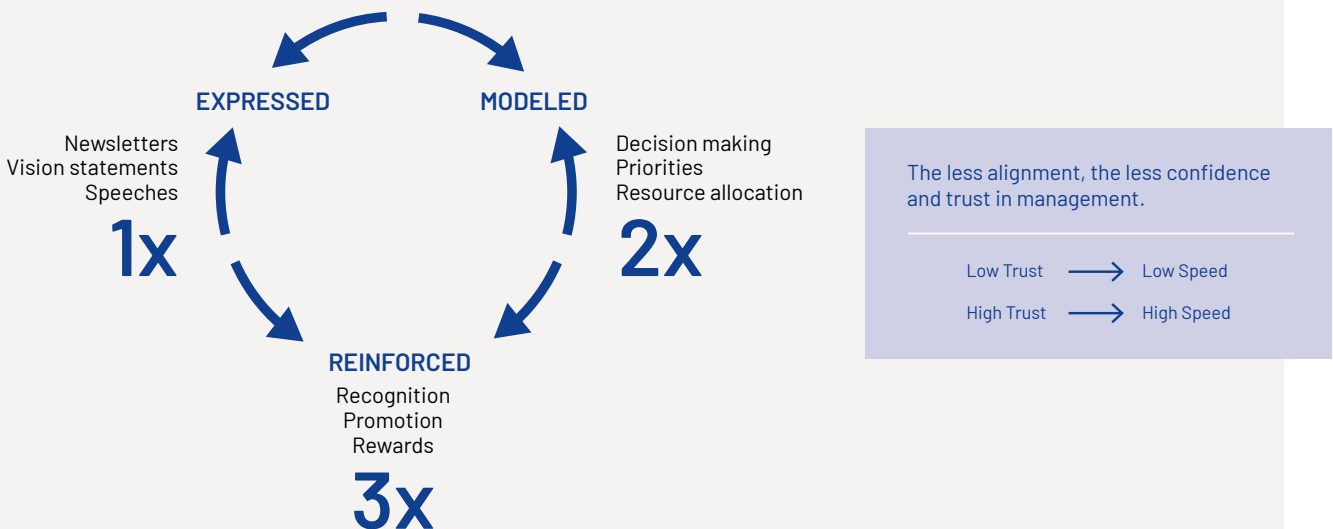 EXPRESSED
Newsletters
Vision statements
Speeches
1x
MODELED
Decision making
Priorities
Resource allocation
2x
REINFORCED
Recognition
Promotion
Rewards
3x
The less alignment, the less confidence
and trust in management.
Low Trust Low Speed
High Trust High Speed